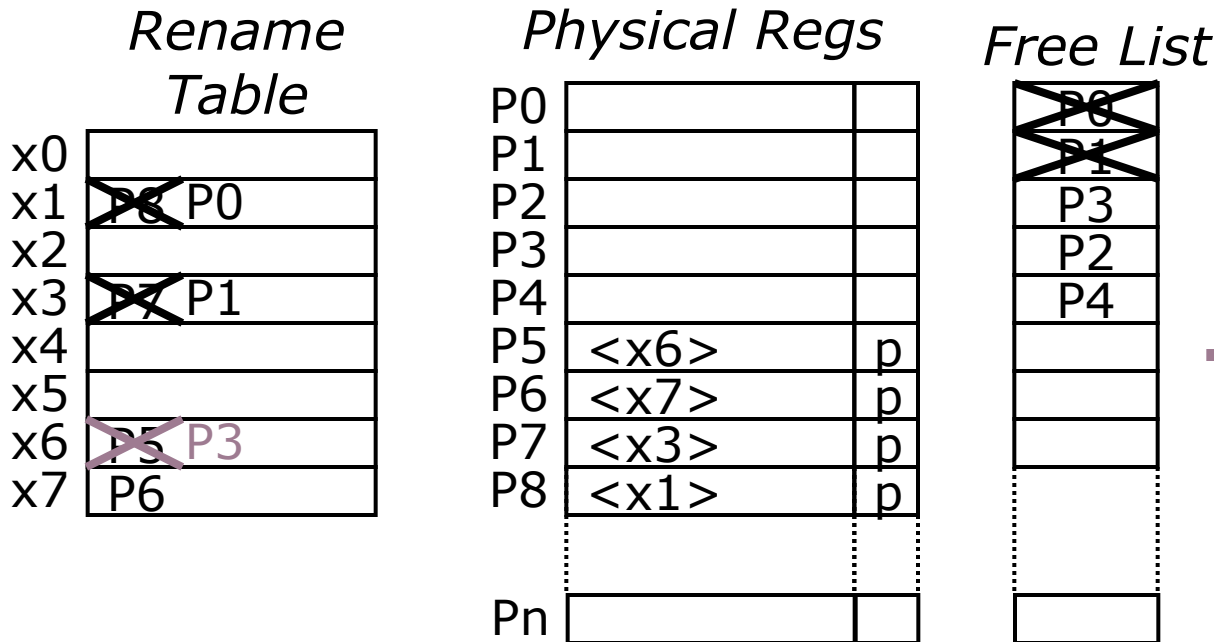 Rename
Table
x0
x1 P8 P0
x2
x3 P7 P1
x4
x5
x6 P5 P3
x7 P6
Physical Regs
P0
P1
P2
P3
P4
P5 <x6> p
P6 <x7> p
P7 <x3> p
P8 <x1> p
Pn
Free List
P0
P1
P3
P2
P4